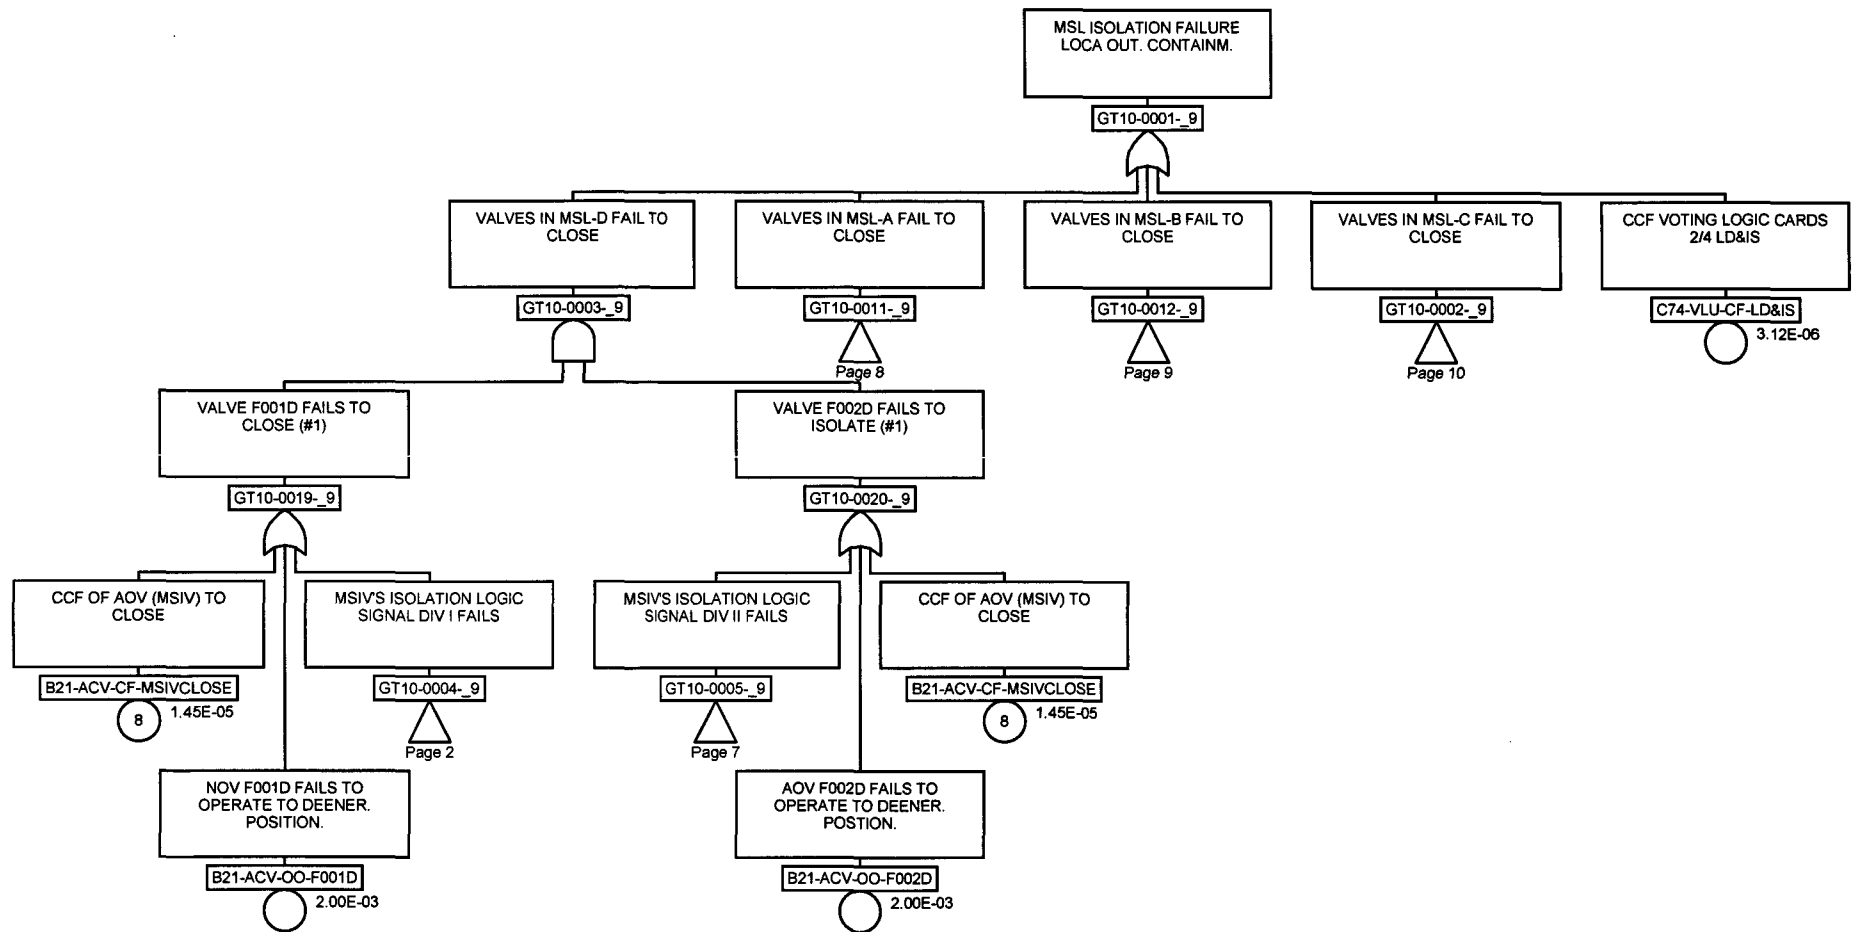 MSL ISOLATION FAILURE
LOCA OUT. CONTAINM.
GT10-0001-_9
VALVES IN MSL-D FAIL TO
CLOSE
GT10-0003-_9
VALVES IN MSL-A FAIL TO
CLOSE
GT10-0011-_9
Page 8
VALVES IN MSL-B FAIL TO
CLOSE
GT10-0012-_9
Page 9
VALVES IN MSL-C FAIL TO
CLOSE
GT10-0002-_9
Page 10
CCF VOTING LOGIC CARDS
2/4 LD&IS
C74-VLU-CF-LD&IS
3.12E-06
VALVE F001D FAILS TO
CLOSE (#1)
GT10-0019-_9
VALVE F002D FAILS TO
ISOLATE (#1)
GT10-0020-_9
CCF OF AOV (MSIV) TO
CLOSE
B21-ACV-CF-MSIVCLOSE
8
1.45E-05
MSIV'S ISOLATION LOGIC
SIGNAL DIV I FAILS
GT10-0004-_9
Page 2
MSIV'S ISOLATION LOGIC
SIGNAL DIV II FAILS
GT10-0005-_9
Page 7
CCF OF AOV (MSIV) TO
CLOSE
B21-ACV-CF-MSIVCLOSE
8
1.45E-05
NOV F001D FAILS TO
OPERATE TO DEENER.
POSITION.
B21-ACV-OO-F001D
2.00E-03
AOV F002D FAILS TO
OPERATE TO DEENER.
POSTION.
B21-ACV-OO-F002D
2.00E-03